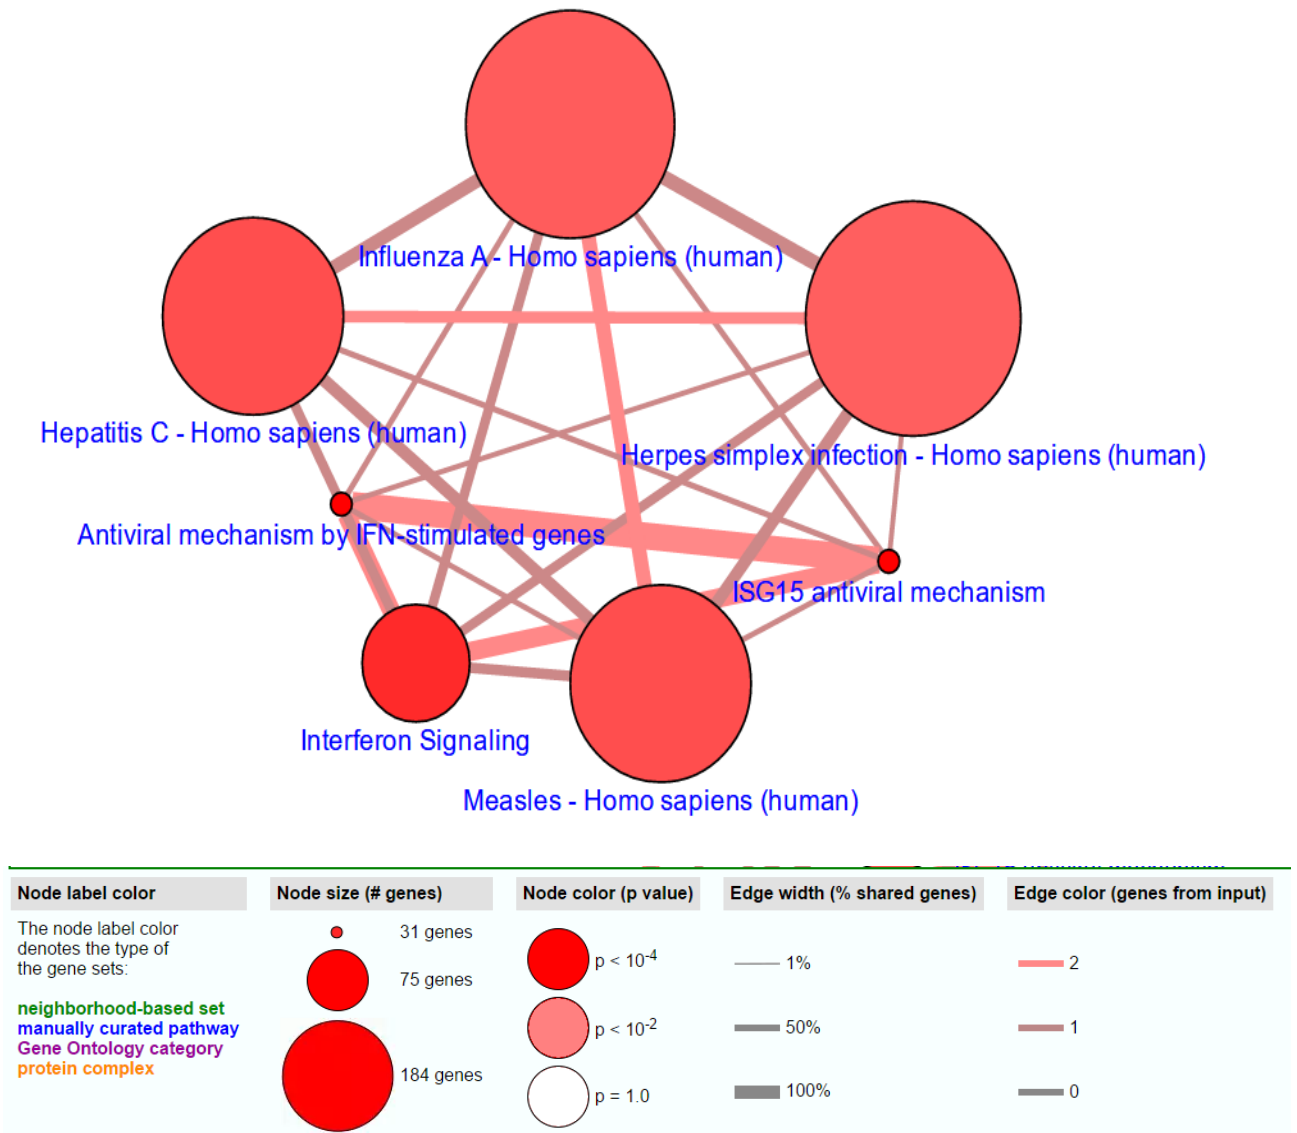 Influenza A - Homo sapiens (human)
Hepatitis C - Homo sapiens (human)
Herpes simplex infection - Homo sapiens (human)
Antiviral mechanism by IFN-stimulated genes
ISG15 antiviral mechanism
Interferon Signaling
Measles - Homo sapiens (human)
Node label color
The node label color
denotes the type of
the gene sets:
neighborhood-based set
manually curated pathway
Gene Ontology category
protein complex
Node size (# genes)
31 genes
75 genes
184 genes
Node color (p value)
p < 10-4
p < 10-2
p = 1.0
Edge width (% shared genes)
1%
50%
100%
Edge color (genes from input)
2
1
0